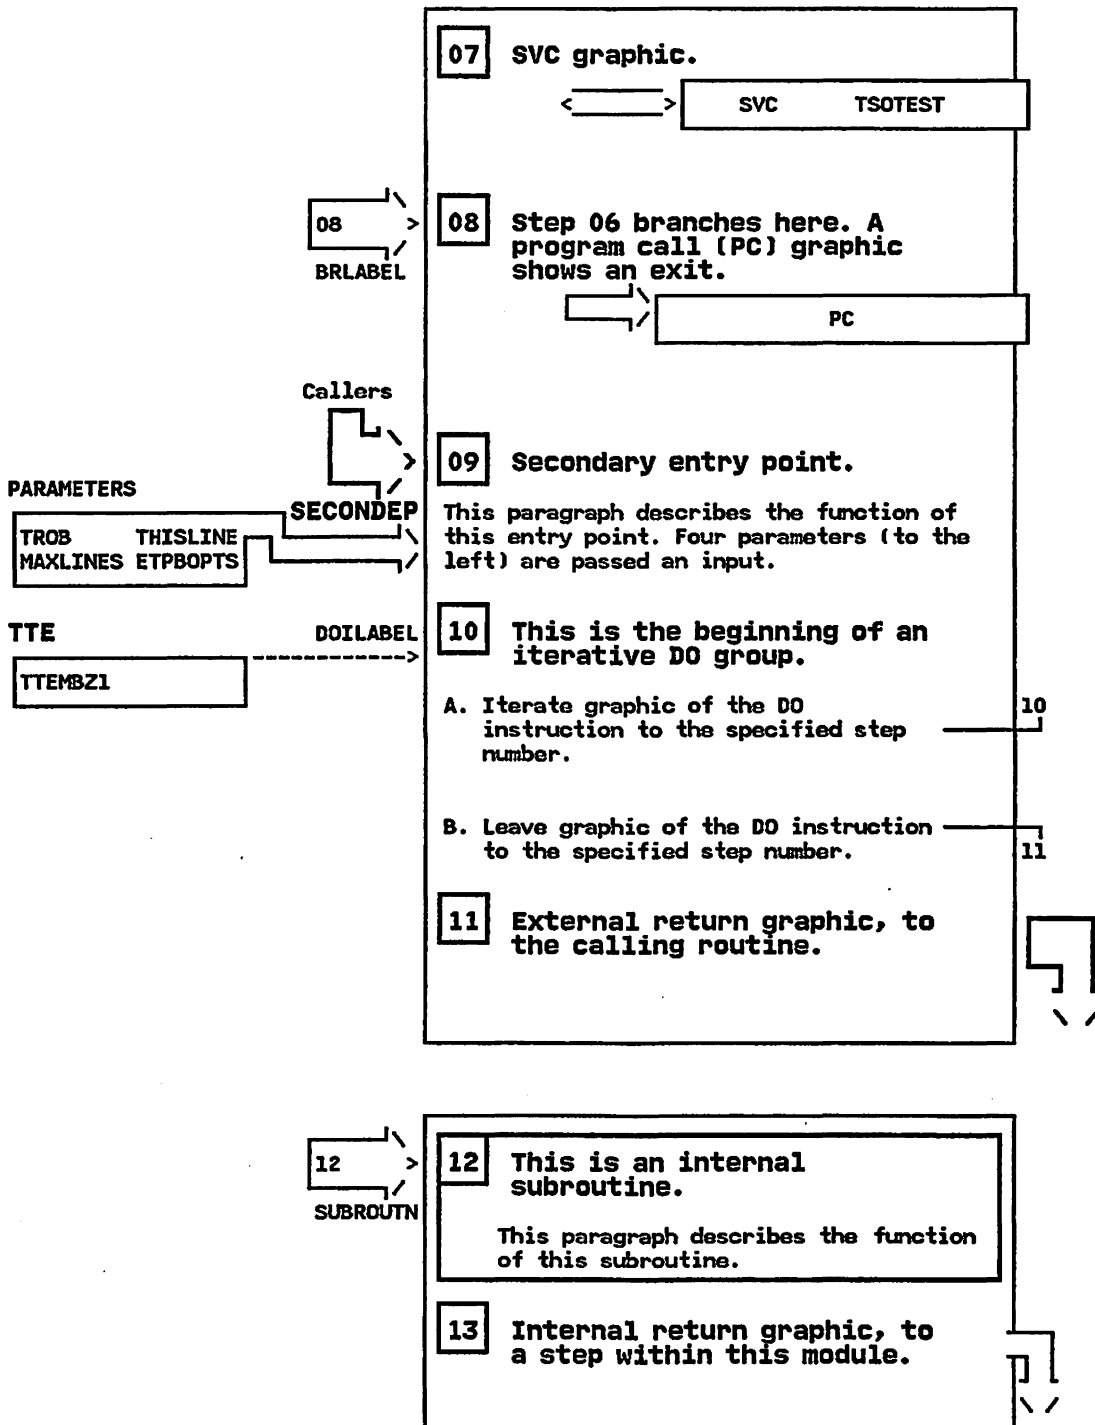 07 SVC graphic.
SVC TSOTEST
08
BRLABEL
08 Step 06 branches here. A
program call (PC) graphic
shows an exit.
PC
Callers
09 Secondary entry point.
SECONDEP
PARAMETERS
TROB THISLINE
MAXLINES ETPBOPTS
This paragraph describes the function of
this entry point. Four parameters (to the
left) are passed an input.
TTE
DOILABEL
TTEMBZ1
10 This is the beginning of an
iterative DO group.
A. Iterate graphic of the DO
instruction to the specified step
number.
10
B. Leave graphic of the DO instruction
to the specified step number.
11
11 External return graphic, to
the calling routine.
12
SUBROUTN
12 This is an internal
subroutine.
This paragraph describes the function
of this subroutine.
13 Internal return graphic, to
a step within this module.